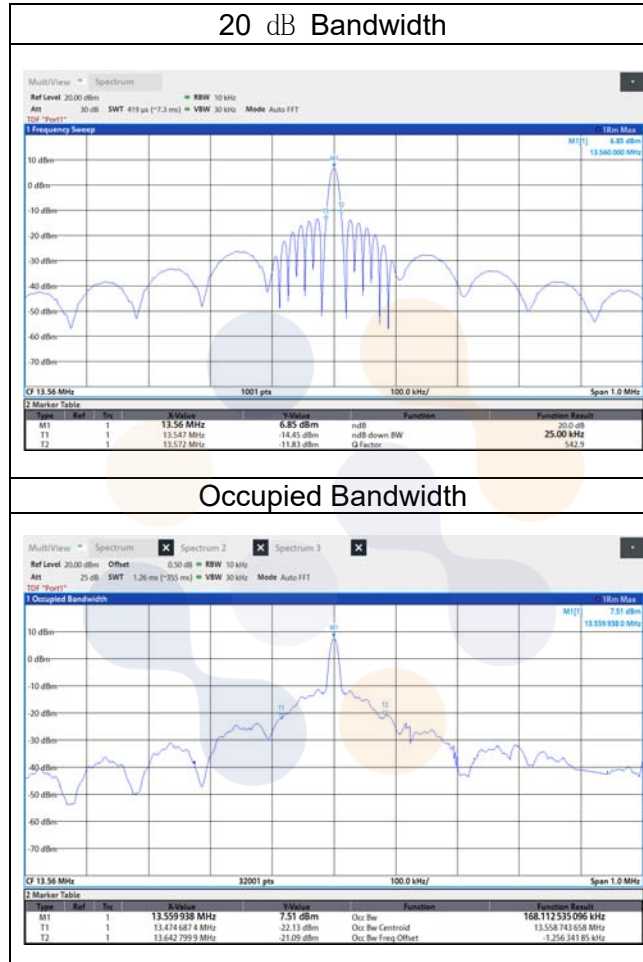 20 dB Bandwidth
MultiView Spectrum
Ref Level 20.00 dBm RBW 10 kHz
Att 30 dB SWT 419 µs (~7.3 ms) VBW 30 kHz Mode Auto FFT
TDF "Port1"
1 Frequency Sweep 1Rm Max
M1[1] 6.85 dBm
13.560 000 MHz
M1
10 dBm
0 dBm
-10 dBm
-20 dBm
-30 dBm
-40 dBm
-50 dBm
-60 dBm
-70 dBm
CF 13.56 MHz 1001 pts 100.0 kHz/ Span 1.0 MHz
2 Marker Table
Type Ref Trc X-Value Y-Value Function Function Result
M1 1 13.56 MHz 6.85 dBm ndB 20.0 dB
T1 1 13.547 MHz -14.45 dBm ndB down BW 25.00 kHz
T2 1 13.572 MHz -11.83 dBm Q Factor 542.9
Occupied Bandwidth
MultiView Spectrum X Spectrum 2 X Spectrum 3 X
Ref Level 20.00 dBm Offset 0.50 dB RBW 10 kHz
Att 25 dB SWT 1.26 ms (~355 ms) VBW 30 kHz Mode Auto FFT
TDF "Port1"
1 Occupied Bandwidth 1Rm Max
M1[1] 7.51 dBm
13.559 938 0 MHz
M1
10 dBm
0 dBm
-10 dBm
T1 T2
-20 dBm
-30 dBm
-40 dBm
-50 dBm
-60 dBm
-70 dBm
CF 13.56 MHz 32001 pts 100.0 kHz/ Span 1.0 MHz
2 Marker Table
Type Ref Trc X-Value Y-Value Function Function Result
M1 1 13.559 938 MHz 7.51 dBm Occ Bw 168.112 535 096 kHz
T1 1 13.474 687 4 MHz -22.13 dBm Occ Bw Centroid 13.558 743 658 MHz
T2 1 13.642 799 9 MHz -21.09 dBm Occ Bw Freq Offset -1.256 341 85 kHz